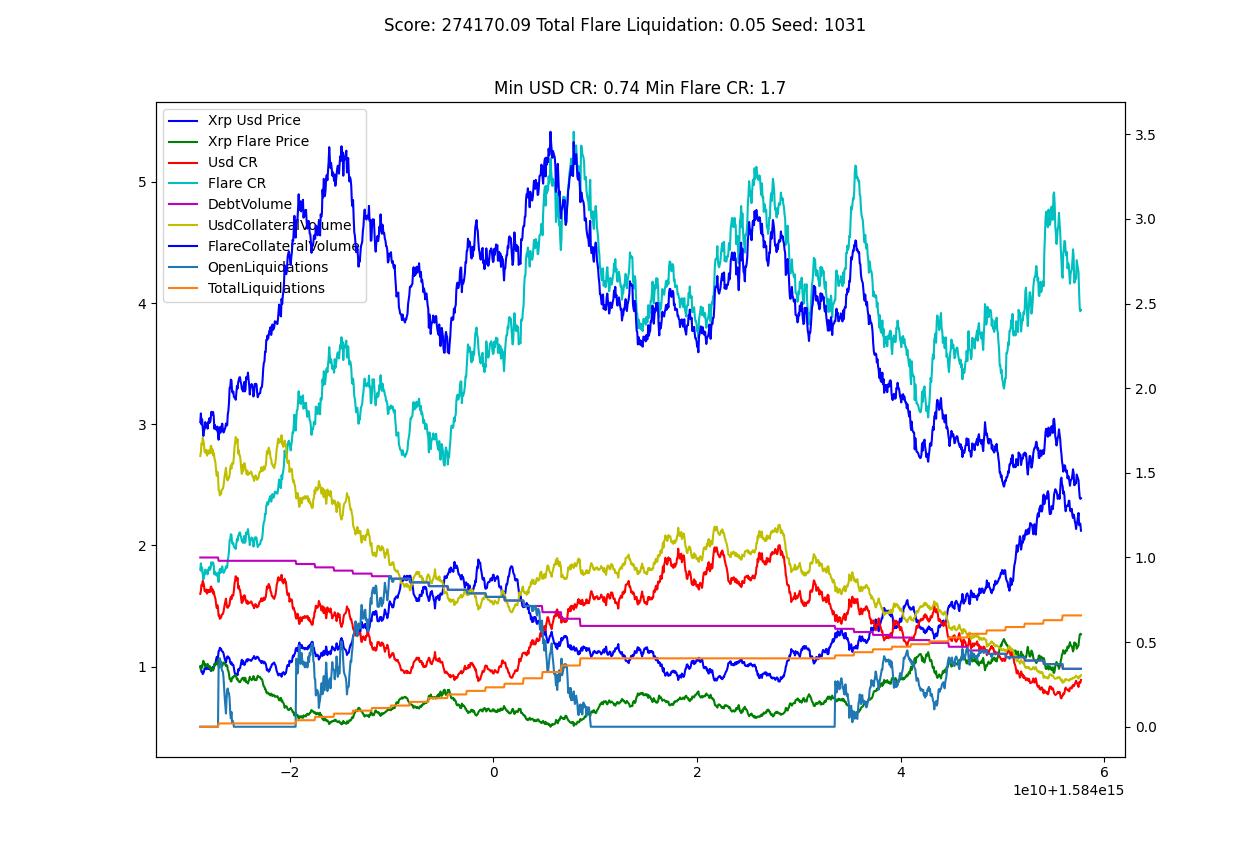 Score: 274170.09 Total Flare Liquidation: 0.05 Seed: 1031
Min USD CR: 0.74 Min Flare CR: 1.7
Xrp Usd Price
Xrp Flare Price
Usd CR
Flare CR
DebtVolume
UsdCollateralVolume
FlareCollateralVolume
OpenLiquidations
TotalLiquidations
5
4
3
2
1
3.5
3.0
2.5
2.0
1.5
1.0
0.5
0.0
−2 0 2 4 6
1e10+1.584e15